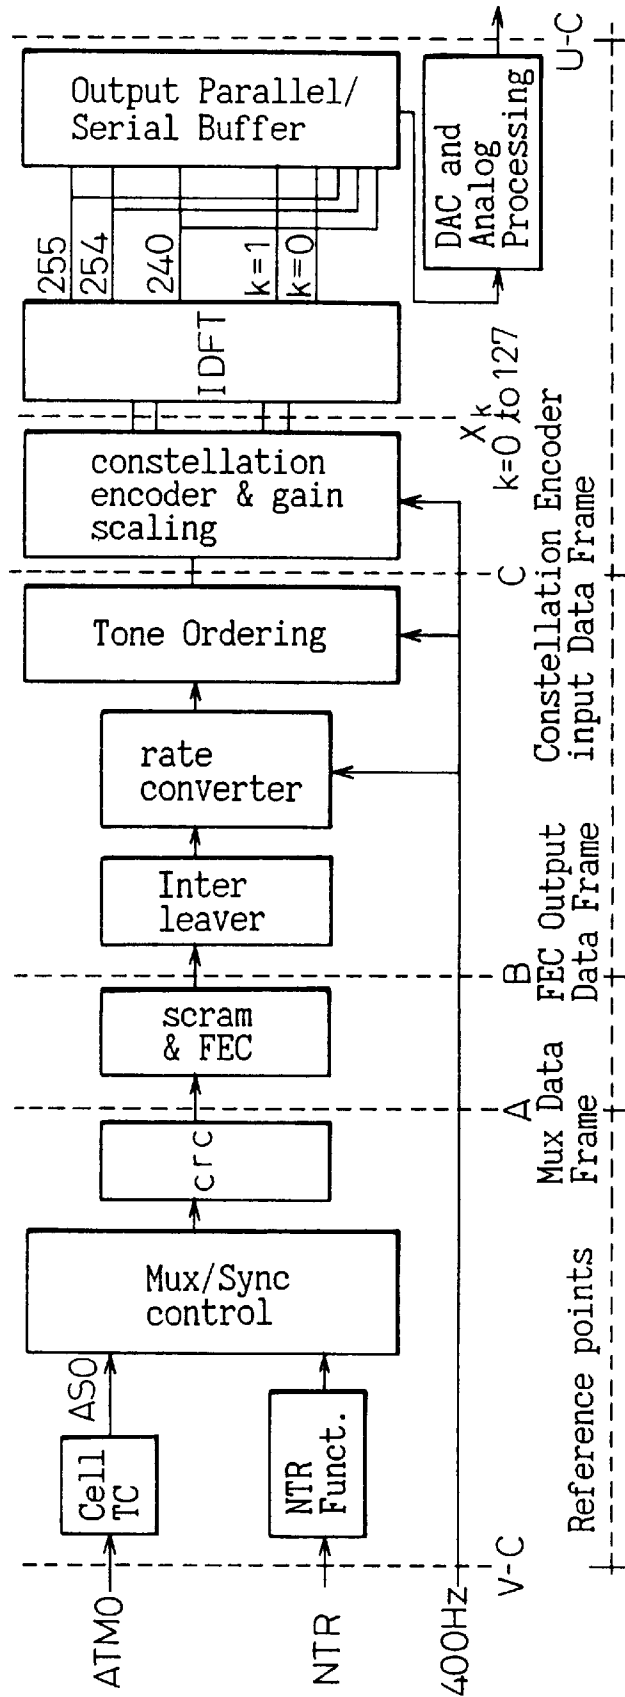 ATM0
NTR
400Hz
V-C
Cell
TC
AS0
NTR
Funct.
Mux/Sync
control
crc
A
scram
& FEC
B
Inter
leaver
rate
converter
Tone Ordering
C
constellation
encoder & gain
scaling
Xk
k=0 to 127
IDFT
255
254
240
k=1
k=0
Output Parallel/
Serial Buffer
DAC and
Analog
Processing
U-C
Reference points
Mux Data
Frame
FEC Output
Data Frame
Constellation Encoder
input Data Frame